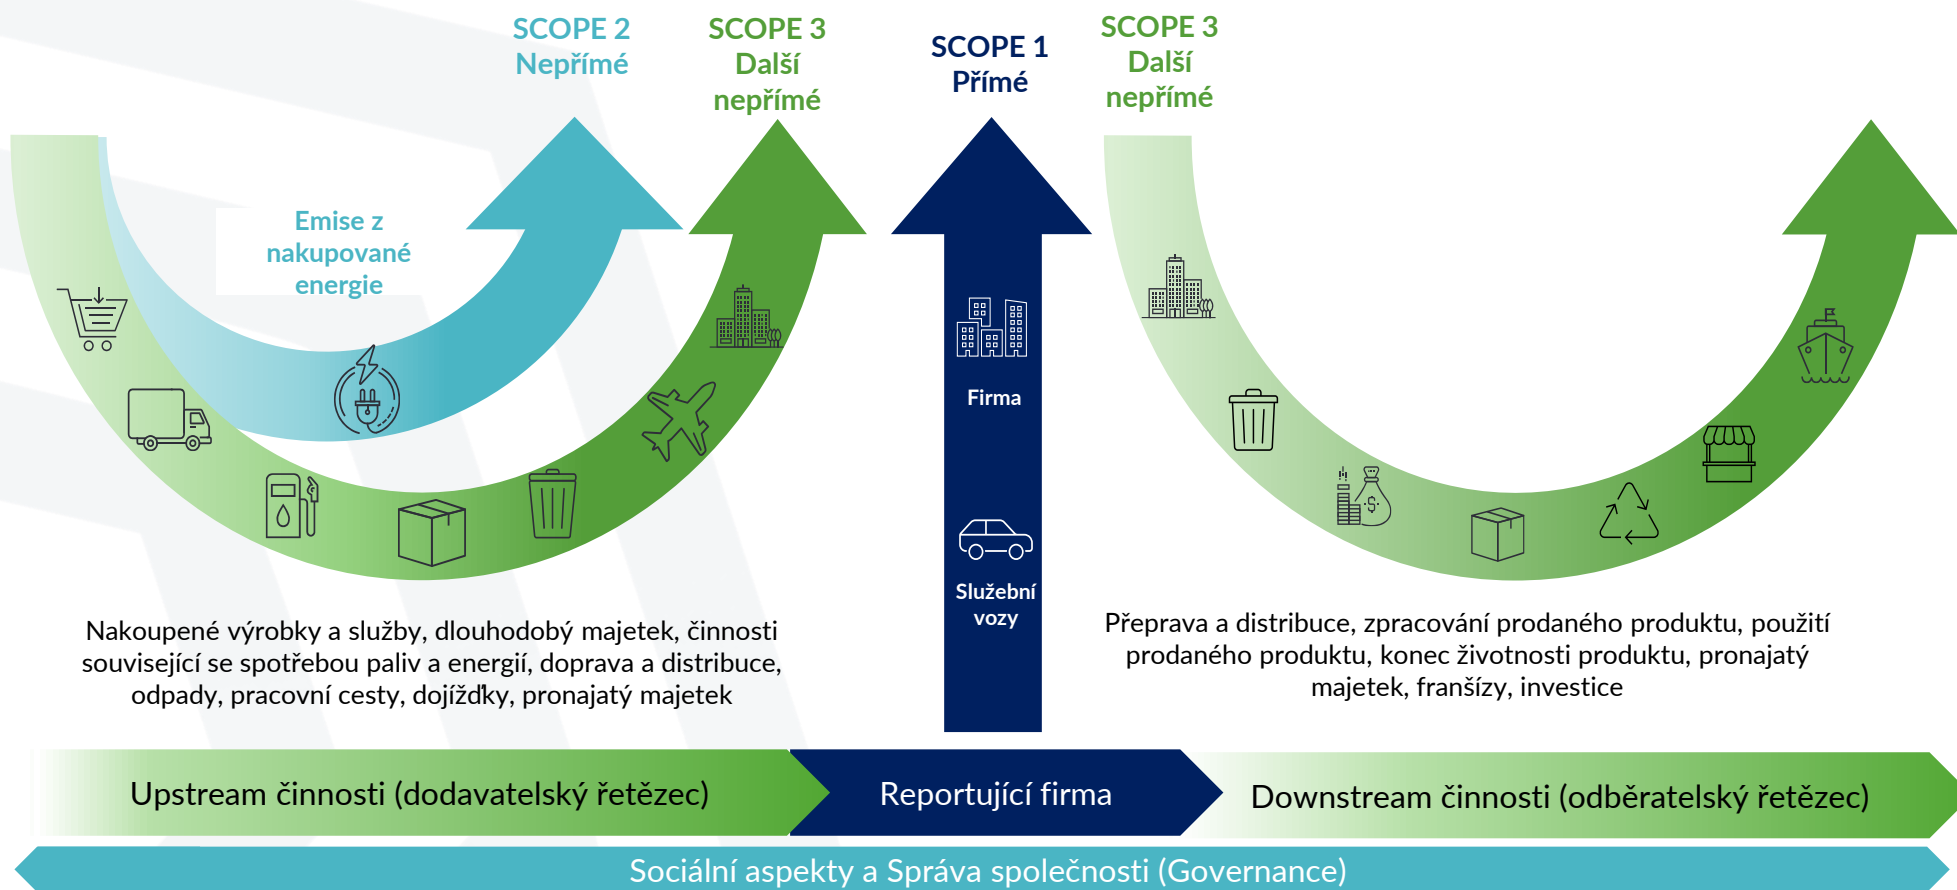 SCOPE 2
Nepřímé
SCOPE 3
Další
nepřímé
SCOPE 1
Přímé
SCOPE 3
Další
nepřímé
Emise z
nakupované
energie
Firma
Služební
vozy
Nakoupené výrobky a služby, dlouhodobý majetek, činnosti
související se spotřebou paliv a energií, doprava a distribuce,
odpady, pracovní cesty, dojížďky, pronajatý majetek
Přeprava a distribuce, zpracování prodaného produktu, použití
prodaného produktu, konec životnosti produktu, pronajatý
majetek, franšízy, investice
Upstream činnosti (dodavatelský řetězec)
Reportující firma
Downstream činnosti (odběratelský řetězec)
Sociální aspekty a Správa společnosti (Governance)